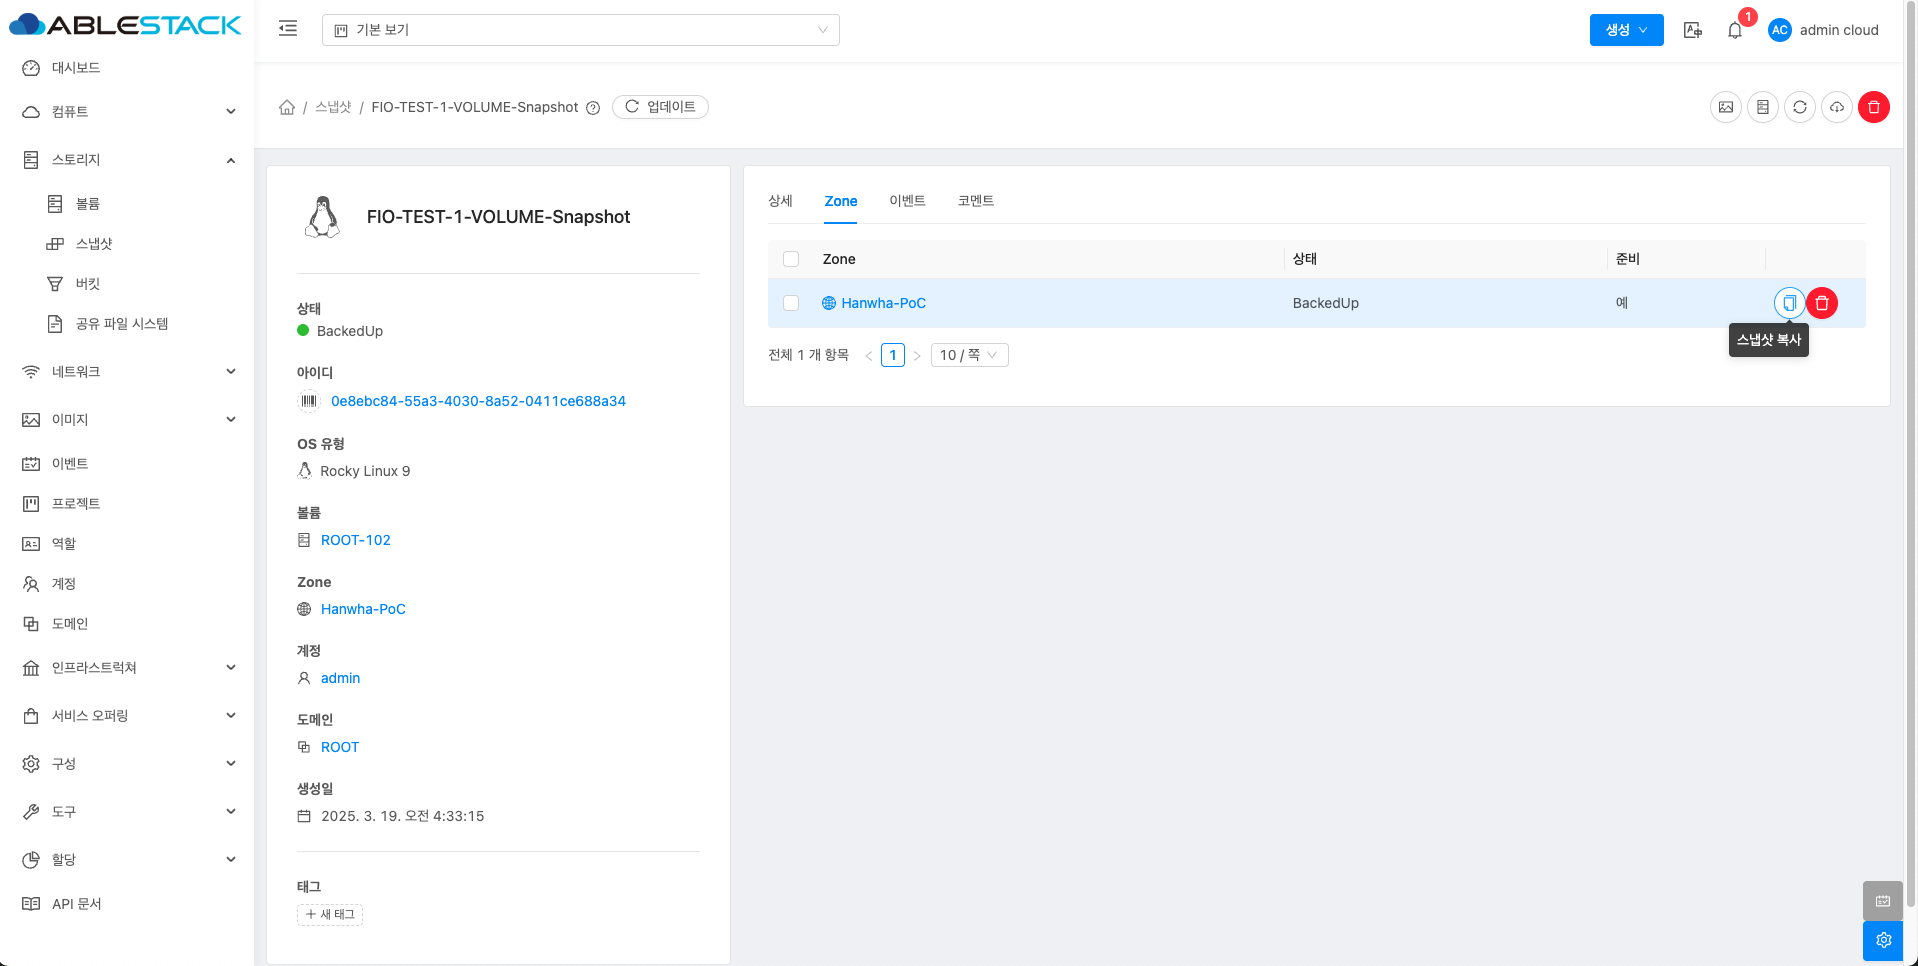 ABLESTACK
기본 보기
생성
1
AC
admin cloud
대시보드
컴퓨트
스토리지
볼륨
스냅샷
버킷
공유 파일 시스템
네트워크
이미지
이벤트
프로젝트
역할
계정
도메인
인프라스트럭쳐
서비스 오퍼링
구성
도구
할당
API 문서
/ 스냅샷 / FIO-TEST-1-VOLUME-Snapshot
업데이트
FIO-TEST-1-VOLUME-Snapshot
상태
BackedUp
아이디
0e8ebc84-55a3-4030-8a52-0411ce688a34
OS 유형
Rocky Linux 9
볼륨
ROOT-102
Zone
Hanwha-PoC
계정
admin
도메인
ROOT
생성일
2025. 3. 19. 오전 4:33:15
태그
+ 새 태그
상세 Zone 이벤트 코멘트
Zone 상태 준비
Hanwha-PoC BackedUp 예
스냅샷 복사
전체 1 개 항목 < 1 > 10 / 쪽